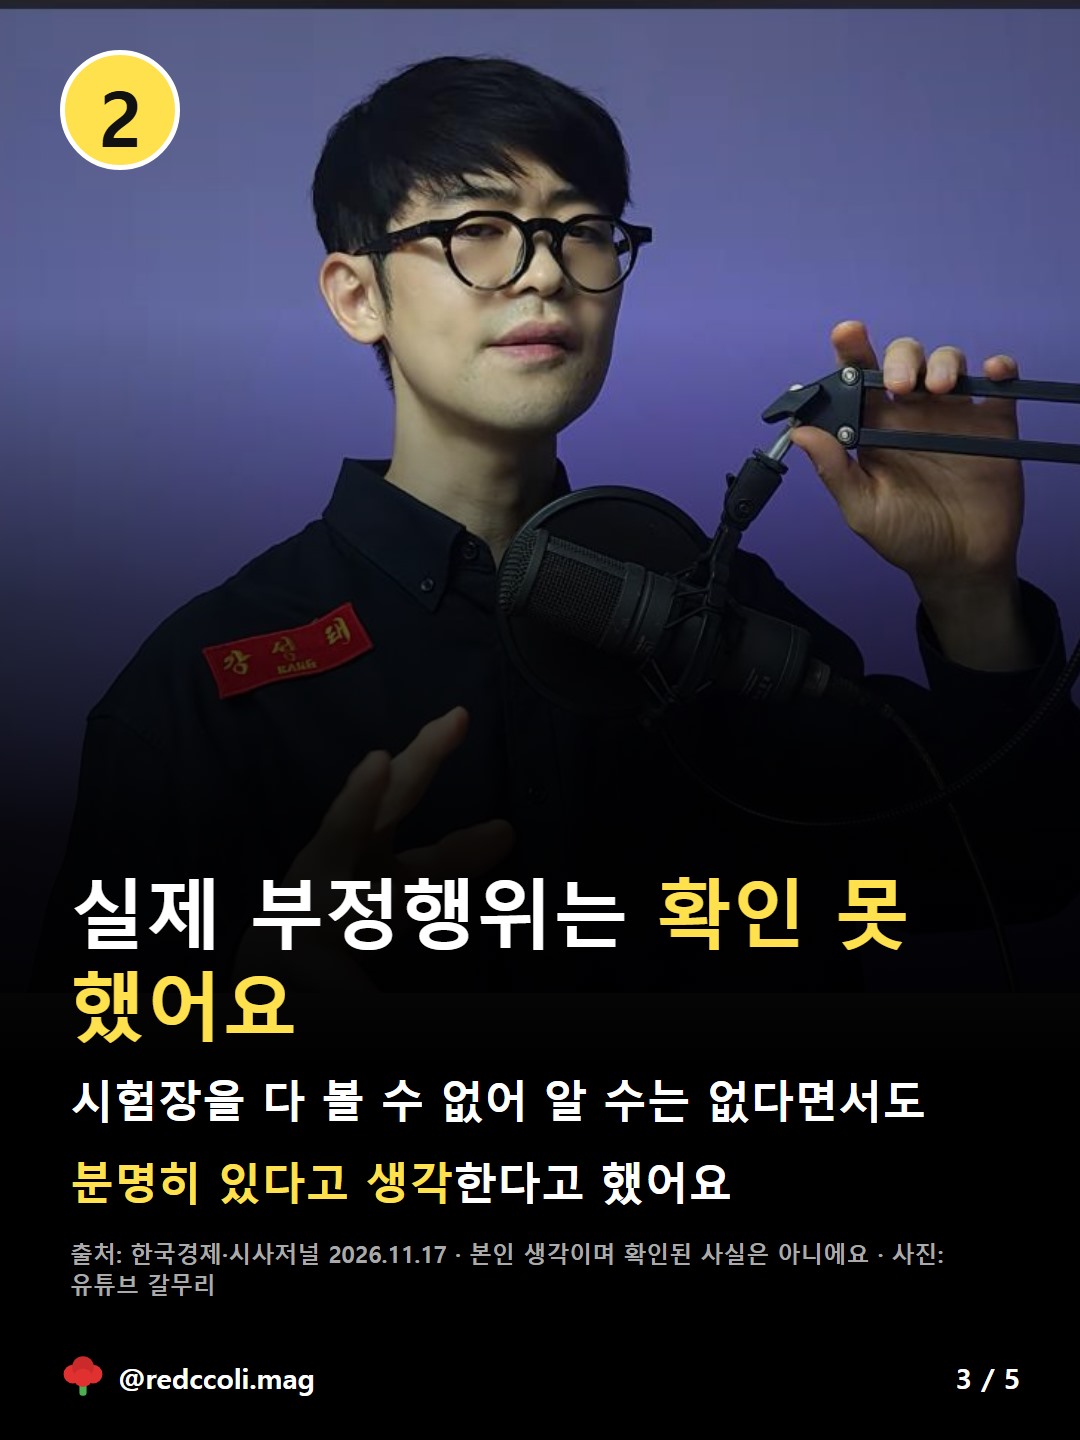 2
강성태
KANG
실제 부정행위는 확인 못
했어요
시험장을 다 볼 수 없어 알 수는 없다면서도
분명히 있다고 생각한다고 했어요
출처: 한국경제·시사저널 2026.11.17 · 본인 생각이며 확인된 사실은 아니에요 · 사진:
유튜브 갈무리
@redccoli.mag
3 / 5